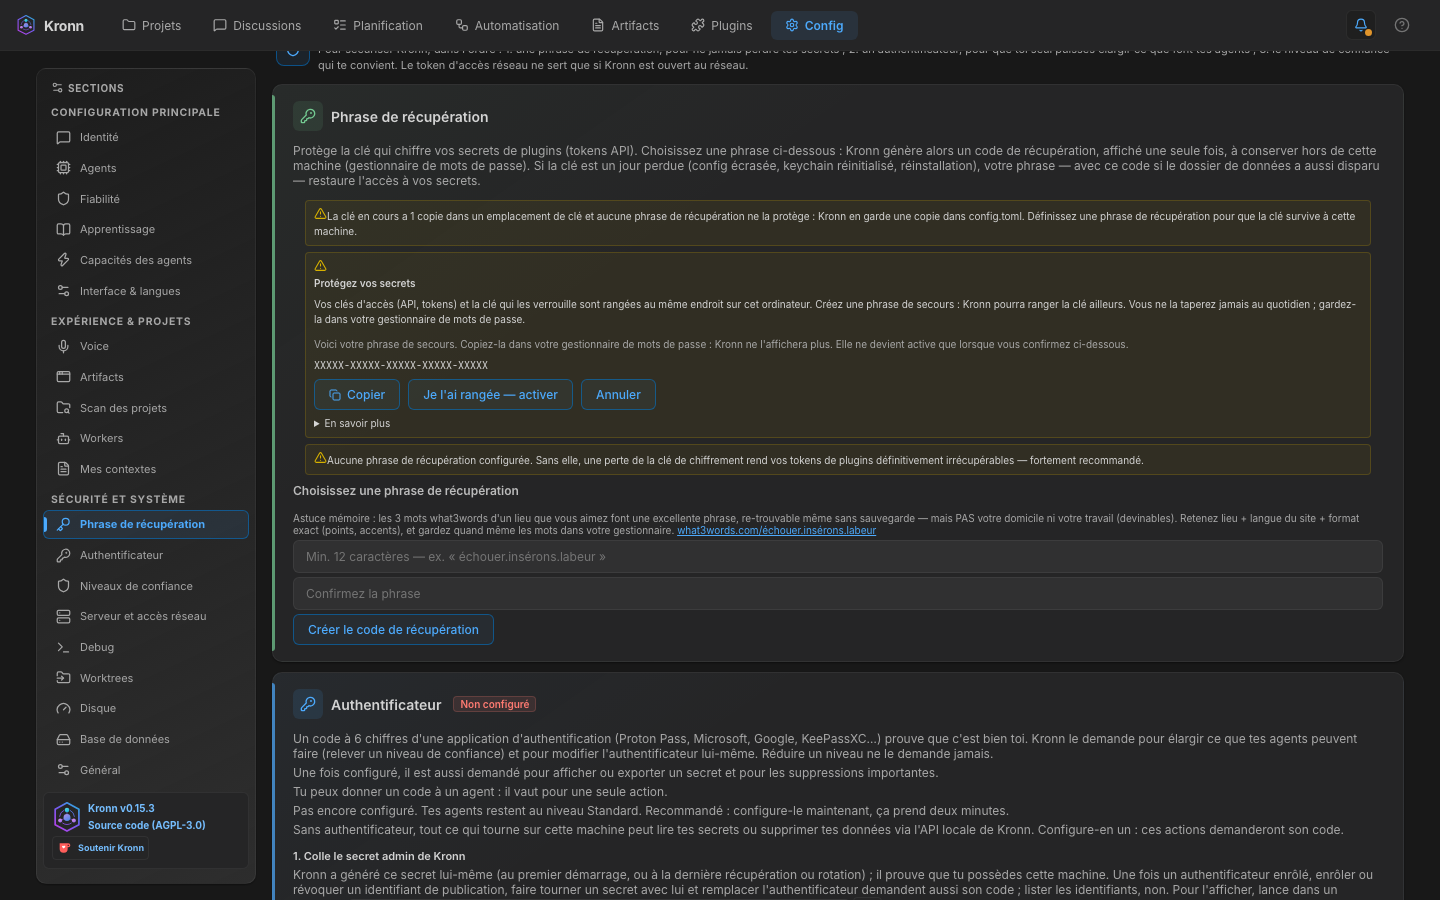 Kronn
Projets
Discussions
Planification
Automatisation
Artifacts
Plugins
Config
qui te convient. Le token d'accès réseau ne sert que si Kronn est ouvert au réseau.
SECTIONS
CONFIGURATION PRINCIPALE
Identité
Agents
Fiabilité
Apprentissage
Capacités des agents
Interface & langues
EXPÉRIENCE & PROJETS
Voice
Artifacts
Scan des projets
Workers
Mes contextes
SÉCURITÉ ET SYSTÈME
Phrase de récupération
Authentificateur
Niveaux de confiance
Serveur et accès réseau
Debug
Worktrees
Disque
Base de données
Général
Kronn v0.15.3
Source code (AGPL-3.0)
Soutenir Kronn
Phrase de récupération
Protège la clé qui chiffre vos secrets de plugins (tokens API). Choisissez une phrase ci-dessous : Kronn génère alors un code de récupération, affiché une seule fois, à conserver hors de cette
machine (gestionnaire de mots de passe). Si la clé est un jour perdue (config écrasée, keychain réinitialisé, réinstallation), votre phrase — avec ce code si le dossier de données a aussi disparu
— restaure l'accès à vos secrets.
La clé en cours a 1 copie dans un emplacement de clé et aucune phrase de récupération ne la protège : Kronn en garde une copie dans config.toml. Définissez une phrase de récupération pour que la clé survive à cette
machine.
Protégez vos secrets
Vos clés d'accès (API, tokens) et la clé qui les verrouille sont rangées au même endroit sur cet ordinateur. Créez une phrase de secours : Kronn pourra ranger la clé ailleurs. Vous ne la taperez jamais au quotidien ; gardez-
la dans votre gestionnaire de mots de passe.
Voici votre phrase de secours. Copiez-la dans votre gestionnaire de mots de passe : Kronn ne l'affichera plus. Elle ne devient active que lorsque vous confirmez ci-dessous.
XXXXX-XXXXX-XXXXX-XXXXX-XXXXX
Copier
Je l'ai rangée — activer
Annuler
En savoir plus
Aucune phrase de récupération configurée. Sans elle, une perte de la clé de chiffrement rend vos tokens de plugins définitivement irrécupérables — fortement recommandé.
Choisissez une phrase de récupération
Astuce mémoire : les 3 mots what3words d'un lieu que vous aimez font une excellente phrase, re-trouvable même sans sauvegarde — mais PAS votre domicile ni votre travail (devinables). Retenez lieu + langue du site + format
exact (points, accents), et gardez quand même les mots dans votre gestionnaire. what3words.com/échouer.insérons.labeur
Min. 12 caractères — ex. « échouer.insérons.labeur »
Confirmez la phrase
Créer le code de récupération
Authentificateur
Non configuré
Un code à 6 chiffres d'une application d'authentification (Proton Pass, Microsoft, Google, KeePassXC...) prouve que c'est bien toi. Kronn le demande pour élargir ce que tes agents peuvent
faire (relever un niveau de confiance) et pour modifier l'authentificateur lui-même. Réduire un niveau ne le demande jamais.
Une fois configuré, il est aussi demandé pour afficher ou exporter un secret et pour les suppressions importantes.
Tu peux donner un code à un agent : il vaut pour une seule action.
Pas encore configuré. Tes agents restent au niveau Standard. Recommandé : configure-le maintenant, ça prend deux minutes.
Sans authentificateur, tout ce qui tourne sur cette machine peut lire tes secrets ou supprimer tes données via l'API locale de Kronn. Configure-en un : ces actions demanderont son code.
1. Colle le secret admin de Kronn
Kronn a généré ce secret lui-même (au premier démarrage, ou à la dernière récupération ou rotation) ; il prouve que tu possèdes cette machine. Une fois un authentificateur enrôlé, enrôler ou
révoquer un identifiant de publication, faire tourner un secret avec lui et remplacer l'authentificateur demandent aussi son code ; lister les identifiants, non. Pour l'afficher, lance dans un